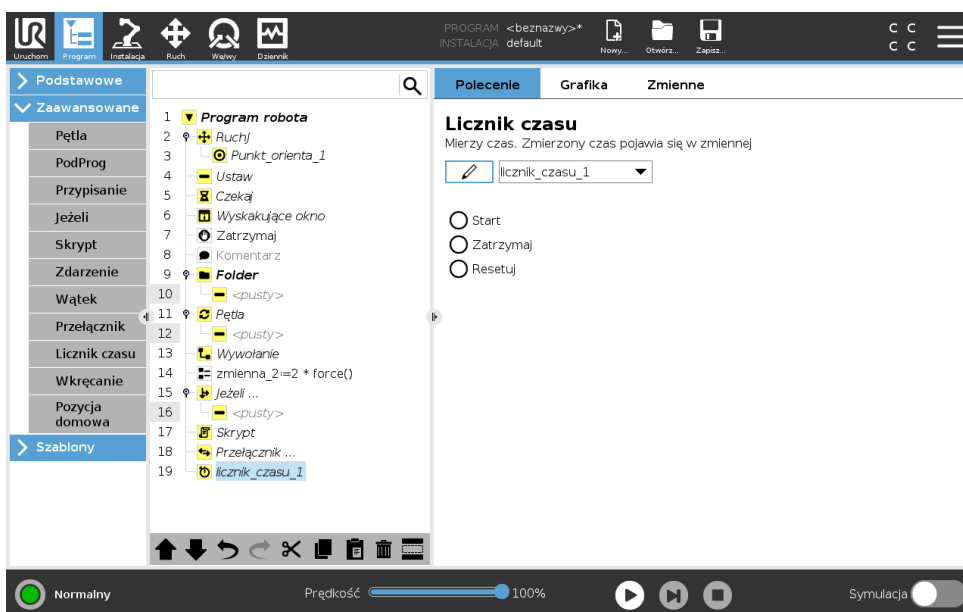 UR
Uruchom
Program
Instalacja
Ruch
We/wy
Dziennik
PROGRAM <beznazwy>*
INSTALACJA default
Nowy...
Otwórz...
Zapisz...
C C
C C
Podstawowe
Zaawansowane
Pętla
PodProg
Przypisanie
Jeżeli
Skrypt
Zdarzenie
Wątek
Przełącznik
Licznik czasu
Wkręcanie
Pozycja
domowa
Szablony
1 Program robota
2 RuchJ
3 Punkt_orienta_1
4 Ustaw
5 Czekaj
6 Wyskakujące okno
7 Zatrzymaj
8 Komentarz
9 Folder
10 <pusty>
11 Pętla
12 <pusty>
13 Wywołanie
14 zmienna_2≔2 * force()
15 Jeżeli ...
16 <pusty>
17 Skrypt
18 Przełącznik ...
19 licznik_czasu_1
Polecenie Grafika Zmienne
Licznik czasu
Mierzy czas. Zmierzony czas pojawia się w zmiennej
licznik_czasu_1
Start
Zatrzymaj
Resetuj
Normalny
Prędkość 100%
Symulacja